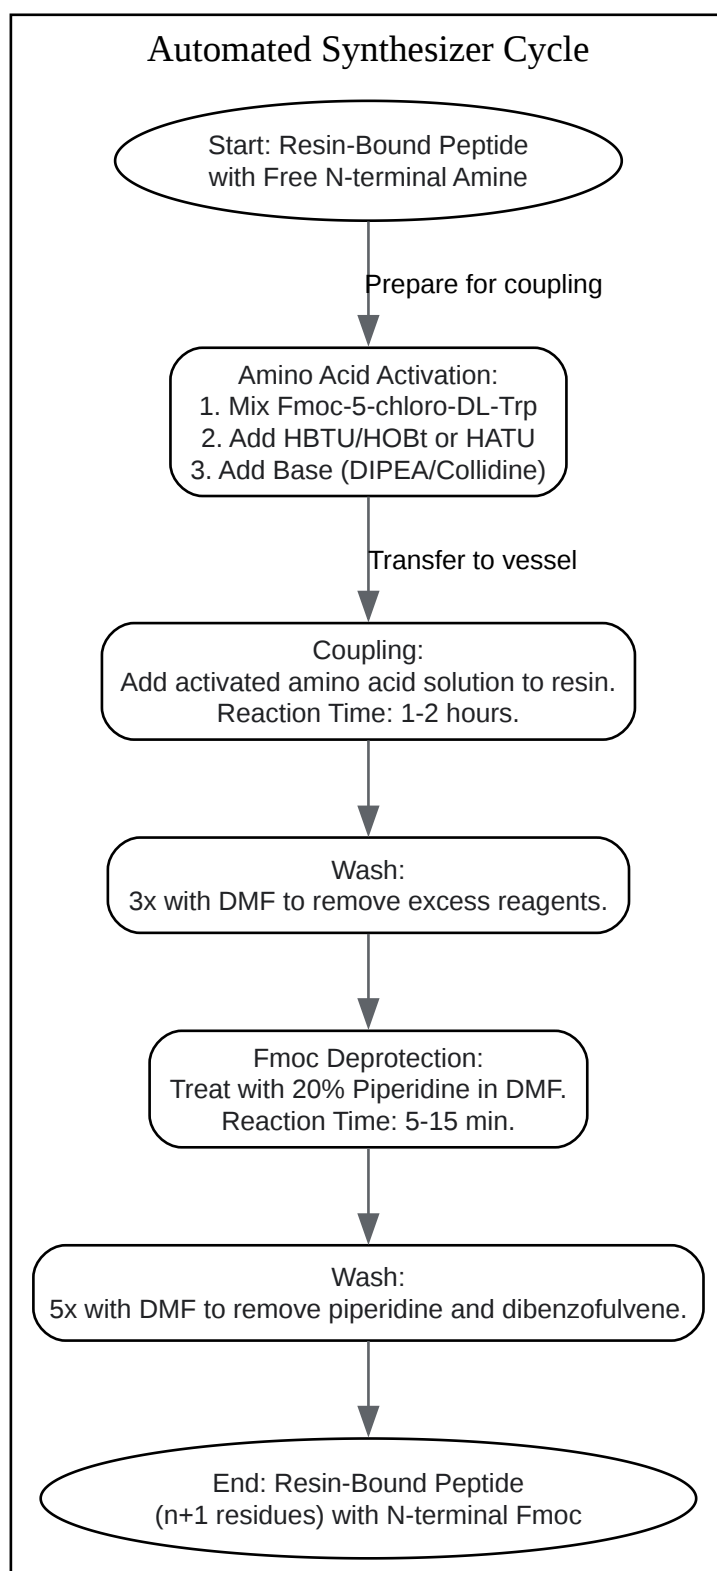 Automated Synthesizer Cycle
Start: Resin-Bound Peptide
with Free N-terminal Amine
Prepare for coupling
Amino Acid Activation:
1. Mix Fmoc-5-chloro-DL-Trp
2. Add HBTU/HOBt or HATU
3. Add Base (DIPEA/Collidine)
Transfer to vessel
Coupling:
Add activated amino acid solution to resin.
Reaction Time: 1-2 hours.
Wash:
3x with DMF to remove excess reagents.
Fmoc Deprotection:
Treat with 20% Piperidine in DMF.
Reaction Time: 5-15 min.
Wash:
5x with DMF to remove piperidine and dibenzofulvene.
End: Resin-Bound Peptide
(n+1 residues) with N-terminal Fmoc